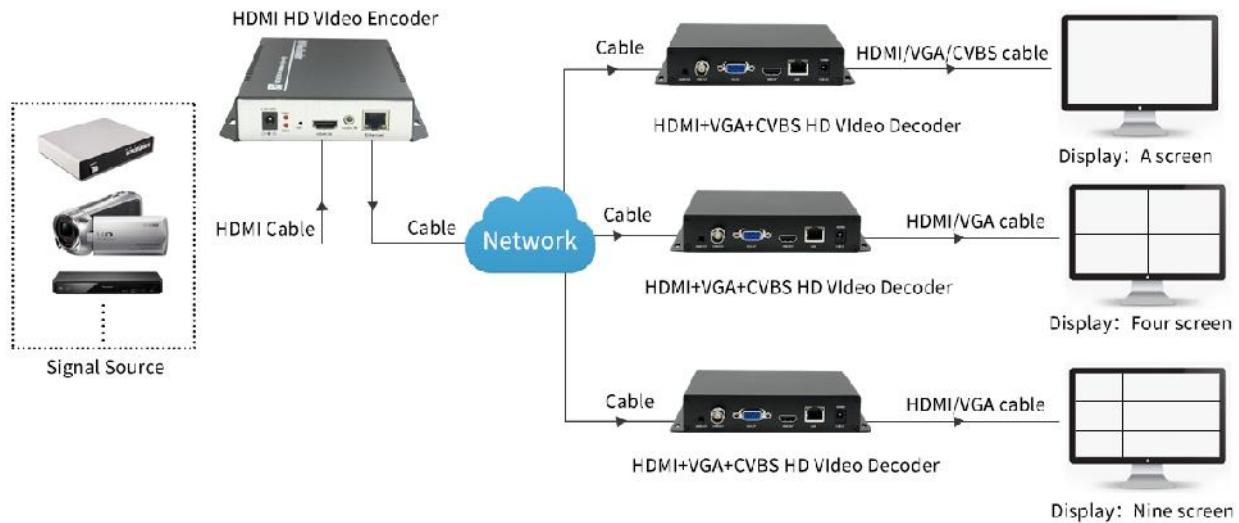 HDMI HD VIdeo Encoder
HDMI Cable
Cable
Signal Source
Network
Cable
HDMI/VGA/CVBS cable
HDMI+VGA+CVBS HD VIdeo Decoder
Display: A screen
Cable
HDMI/VGA cable
HDMI+VGA+CVBS HD VIdeo Decoder
Display: Four screen
Cable
HDMI/VGA cable
HDMI+VGA+CVBS HD VIdeo Decoder
Display: Nine screen